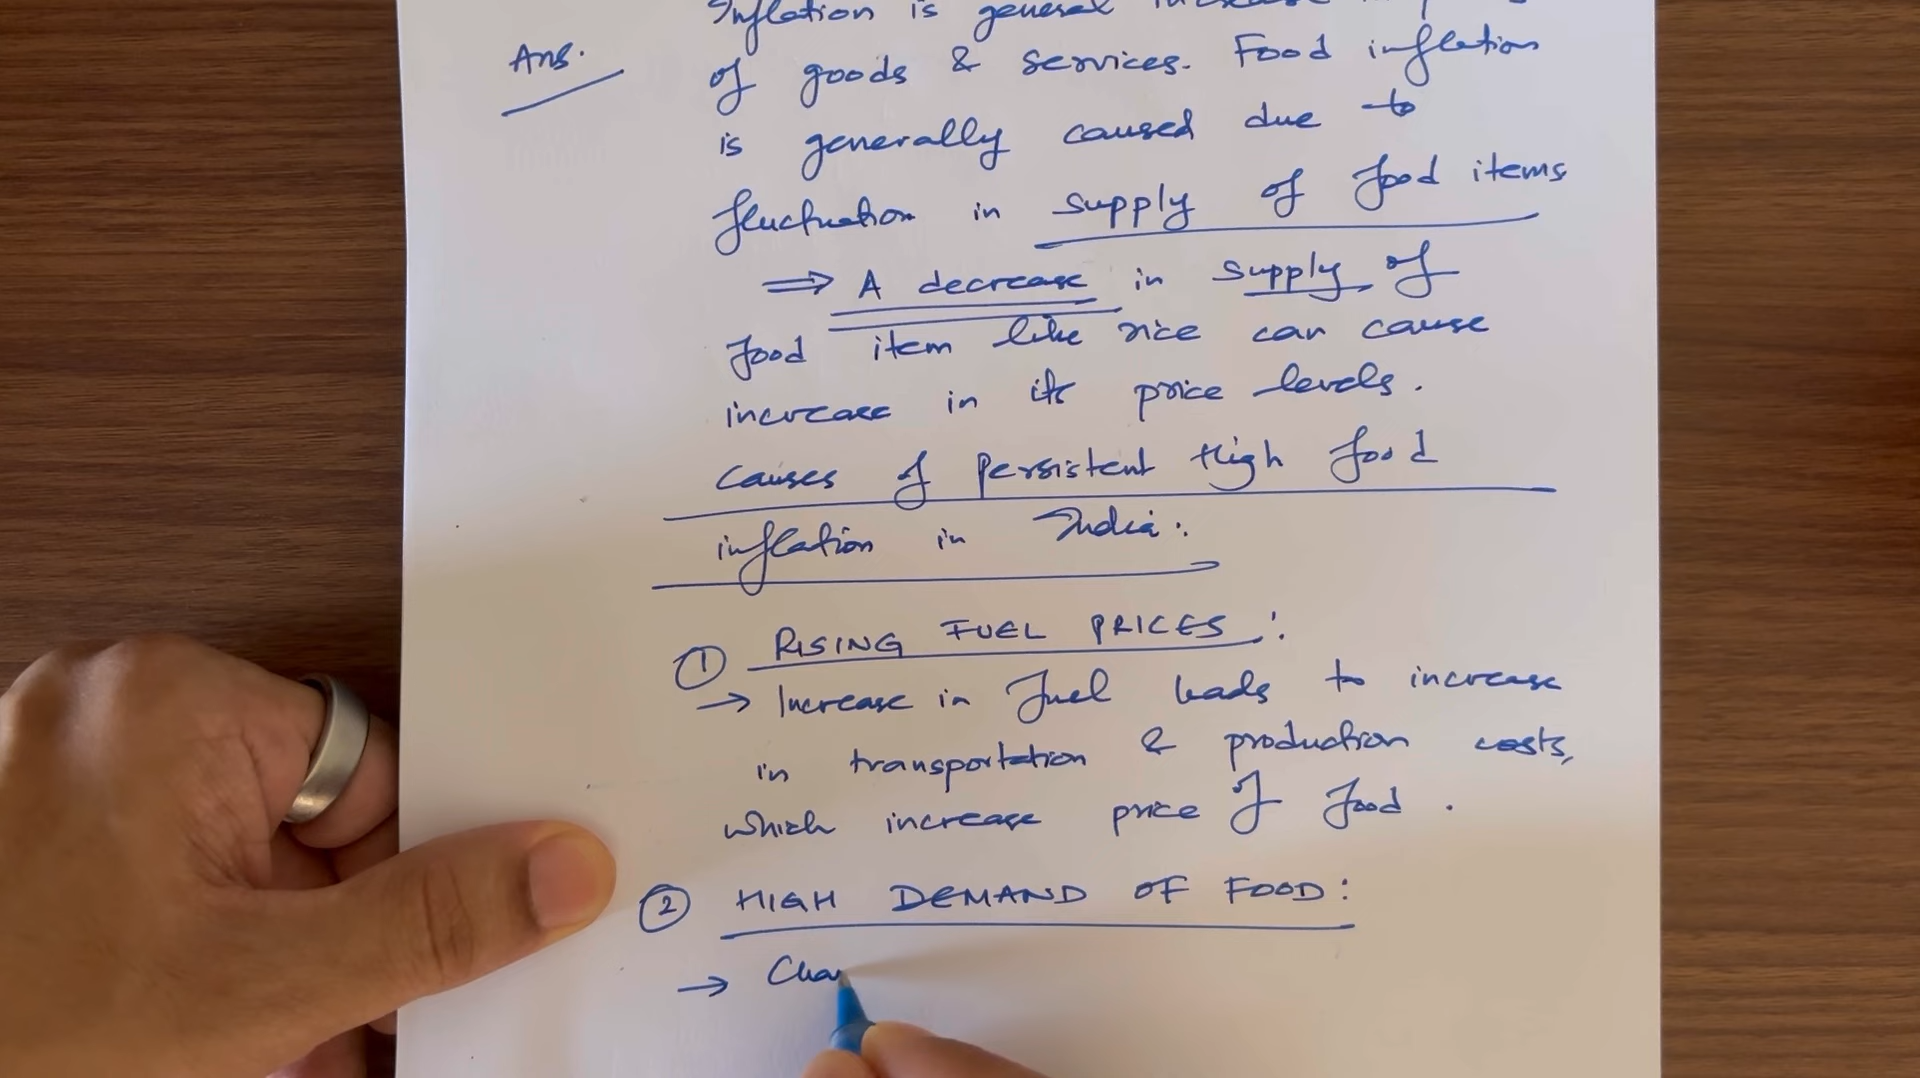 Ans.
Inflation is general
of goods & services. Food inflation
is generally caused due to
fluctuation in supply of food items
⇒ A decrease in supply of
food item like rice can cause
increase in its price levels.
causes of Persistent High food
inflation in India:
① RISING FUEL PRICES:
→ Increase in fuel leads to increase
in transportation & production costs,
which increase price of food.
② HIGH DEMAND OF FOOD:
→ Cha